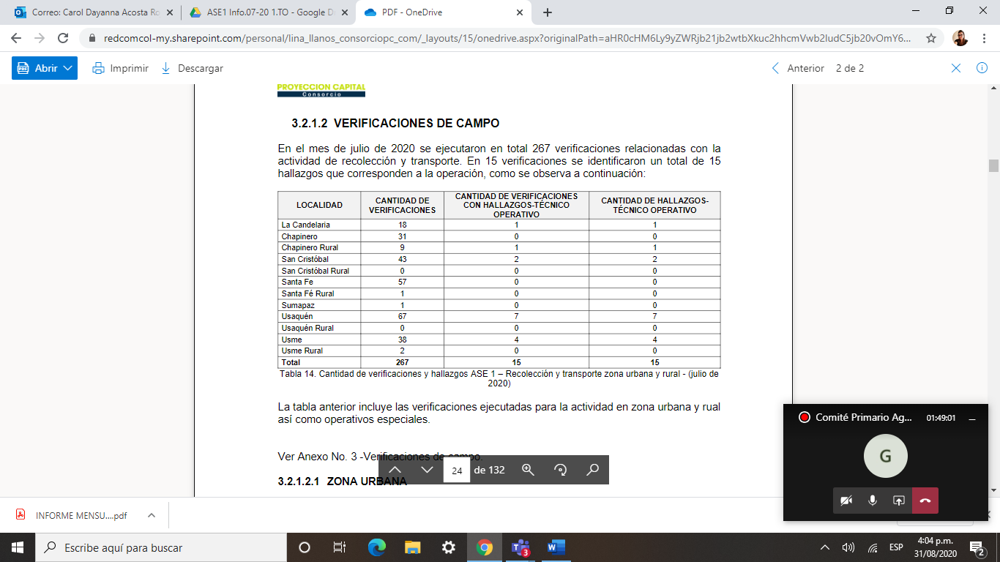 Correo: Carol Dayanna Acosta Ro
ASE1 Info.07-20 1.TO - Google D
PDF - OneDrive
redcomcol-my.sharepoint.com/personal/lina_llanos_consorciopc_com/_layouts/15/onedrive.aspx?originalPath=aHR0cHM6Ly9yZWRjb21jb2wtbXkuc2hhcmVwb2ludC5jb20vOmY6...
Abrir
Imprimir
Descargar
Anterior
2 de 2
PROYECCION CAPITAL
Consorcio
3.2.1.2 VERIFICACIONES DE CAMPO
En el mes de julio de 2020 se ejecutaron en total 267 verificaciones relacionadas con la
actividad de recolección y transporte. En 15 verificaciones se identificaron un total de 15
hallazgos que corresponden a la operación, como se observa a continuación:
LOCALIDAD
CANTIDAD DE
VERIFICACIONES
CANTIDAD DE VERIFICACIONES
CON HALLAZGOS-TÉCNICO
OPERATIVO
CANTIDAD DE HALLAZGOS-
TÉCNICO OPERATIVO
La Candelaria 18 1 1
Chapinero 31 0 0
Chapinero Rural 9 1 1
San Cristóbal 43 2 2
San Cristóbal Rural 0 0 0
Santa Fe 57 0 0
Santa Fé Rural 1 0 0
Sumapaz 1 0 0
Usaquén 67 7 7
Usaquén Rural 0 0 0
Usme 38 4 4
Usme Rural 2 0 0
Total 267 15 15
Tabla 14. Cantidad de verificaciones y hallazgos ASE 1 – Recolección y transporte zona urbana y rural - (julio de
2020)
La tabla anterior incluye las verificaciones ejecutadas para la actividad en zona urbana y rual
así como operativos especiales.
Ver Anexo No. 3 -Verificaciones de campo.
24 de 132
3.2.1.2.1 ZONA URBANA
Comité Primario Ag...
01:49:01
G
INFORME MENSU....pdf
Escribe aquí para buscar
3
ESP
4:04 p.m.
31/08/2020
2